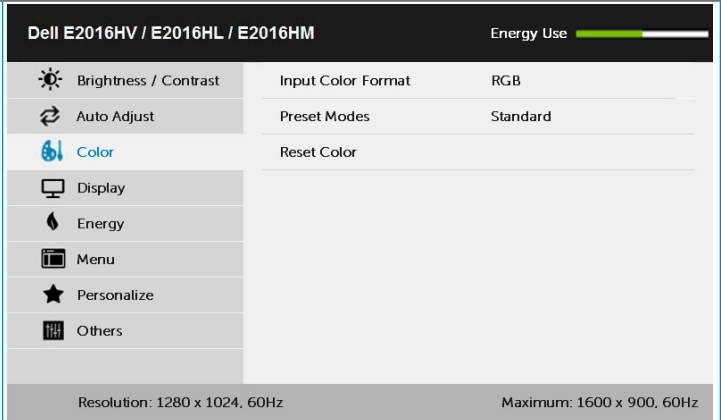 Dell E2016HV / E2016HL / E2016HM Energy Use
Brightness / Contrast Input Color Format RGB
Auto Adjust Preset Modes Standard
Color Reset Color
Display
Energy
Menu
Personalize
Others
Resolution: 1280 x 1024, 60Hz Maximum: 1600 x 900, 60Hz